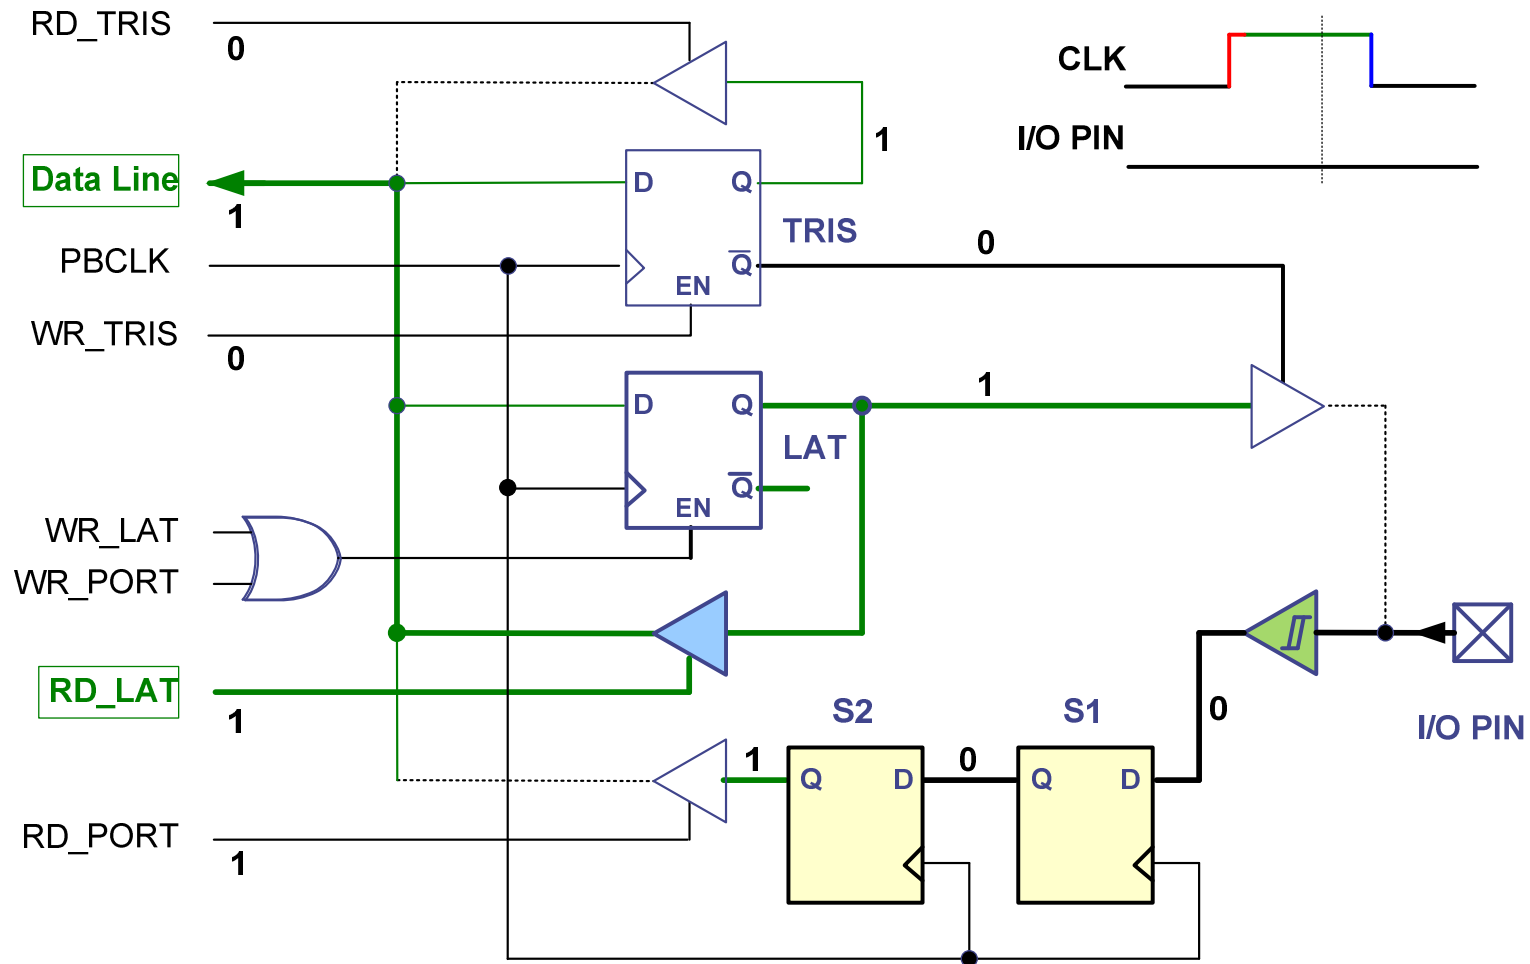 RD_TRIS
0
CLK
I/O PIN
1
Data Line
1
D
Q
TRIS
PBCLK
Q
EN
0
WR_TRIS
0
D
Q
1
LAT
Q
EN
WR_LAT
WR_PORT
RD_LAT
1
S2
S1
0
I/O PIN
1
Q
D
0
Q
D
RD_PORT
1